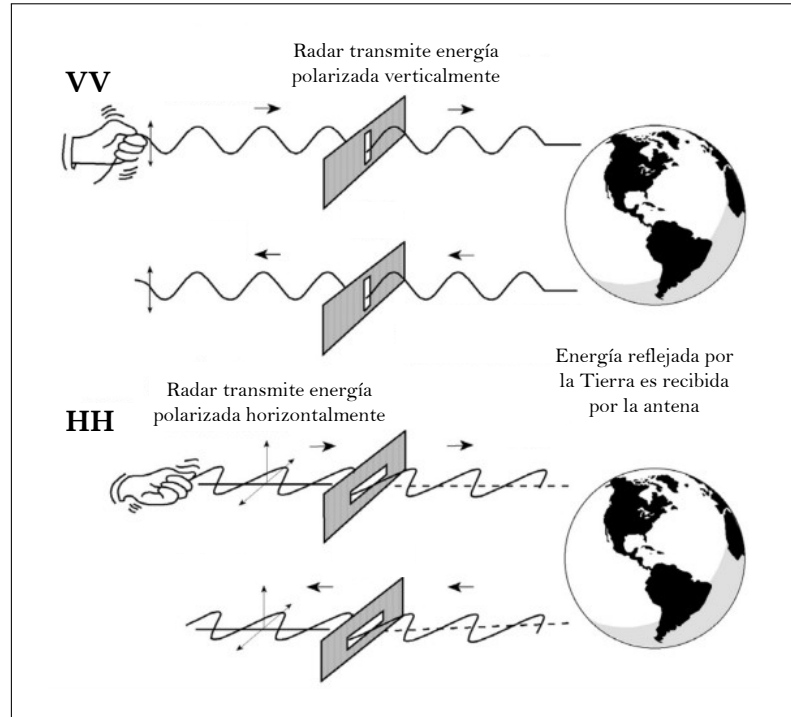 Radar transmite energía
polarizada verticalmente
VV
Energía reflejada por
la Tierra es recibida
por la antena
Radar transmite energía
polarizada horizontalmente
HH